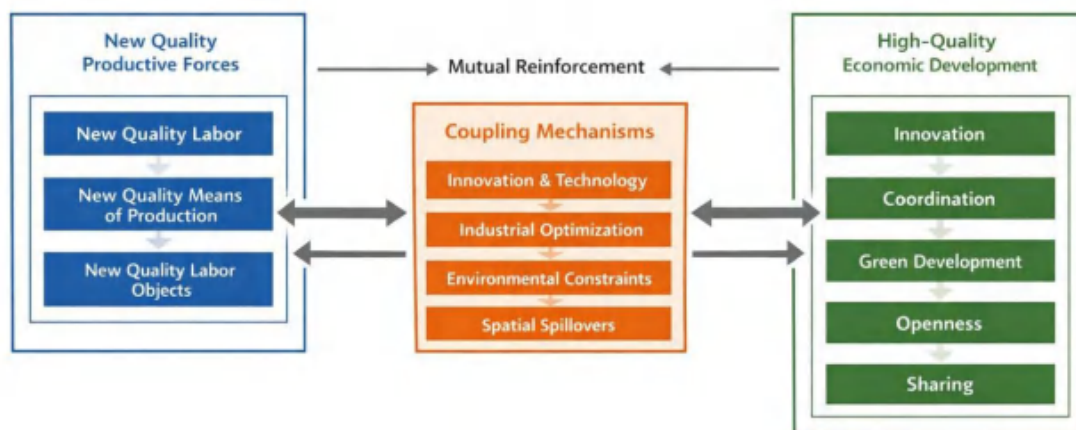 New Quality
Productive Forces
New Quality Labor
New Quality Means
of Production
New Quality Labor
Objects
Mutual Reinforcement
Coupling Mechanisms
Innovation & Technology
Industrial Optimization
Environmental Constraints
Spatial Spillovers
High-Quality
Economic Development
Innovation
Coordination
Green Development
Openness
Sharing